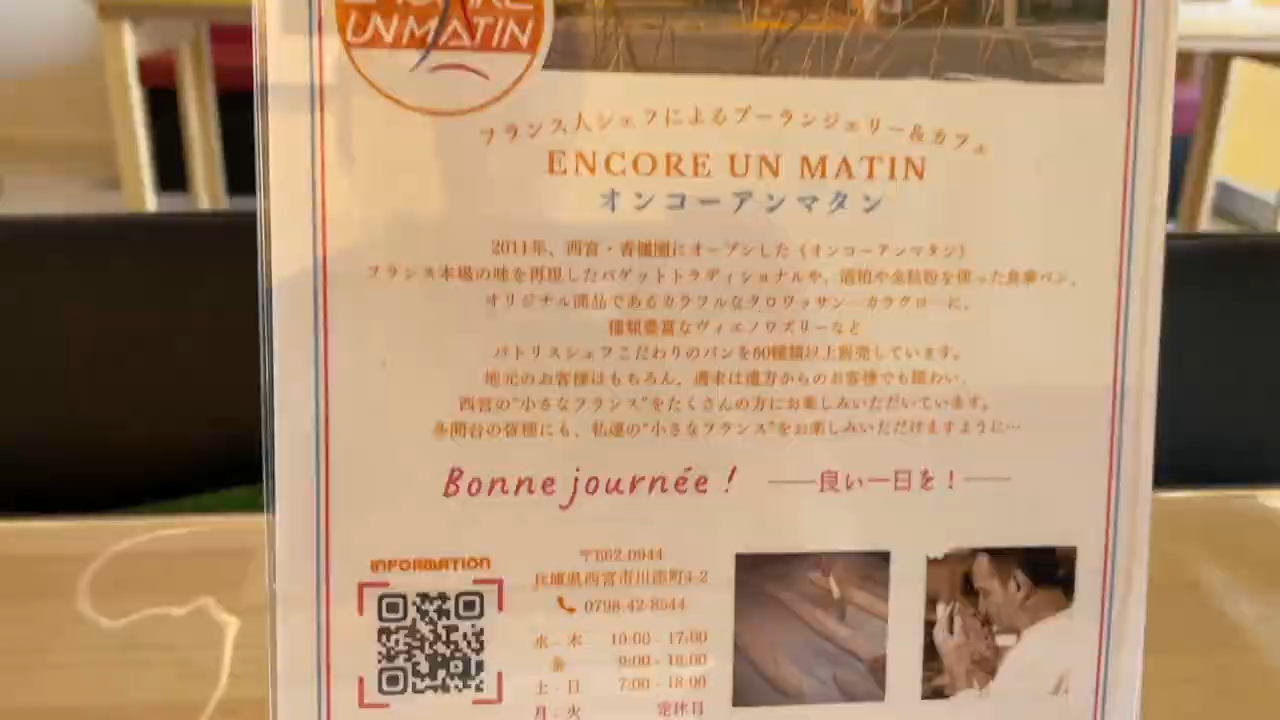 UN MATIN
フランス人シェフによるブーランジェリー&カフェ
ENCORE UN MATIN
オンコーアンマタン
2011年、西宮・香櫨園にオープンした《オンコーアンマタン》
フランス本場の味を再現したバゲットトラディショナルや、酒粕や金粒粉を使った食事パン、
オリジナル商品であるカラフルなクロワッサン
種類豊富なヴィエノワズリーなど
パトリスシェフこだわりのパンを60種類以上販売しています。
地元のお客様はもちろん、週末は遠方からのお客様でも賑わい、
西宮の"小さなフランス"をたくさんの方にお楽しみいただいています。
多聞台の皆様にも、私達の"小さなフランス"をお楽しみいただけますように…
Bonne journée ! ――良い一日を!――
INFORMATION
〒662-0944
兵庫県西宮市川添町4-2
0798-42-8544
水 - 木 10:00 - 17:00
金 9:00 - 18:00
土 - 日 7:00 - 18:00
月 - 火 定休日